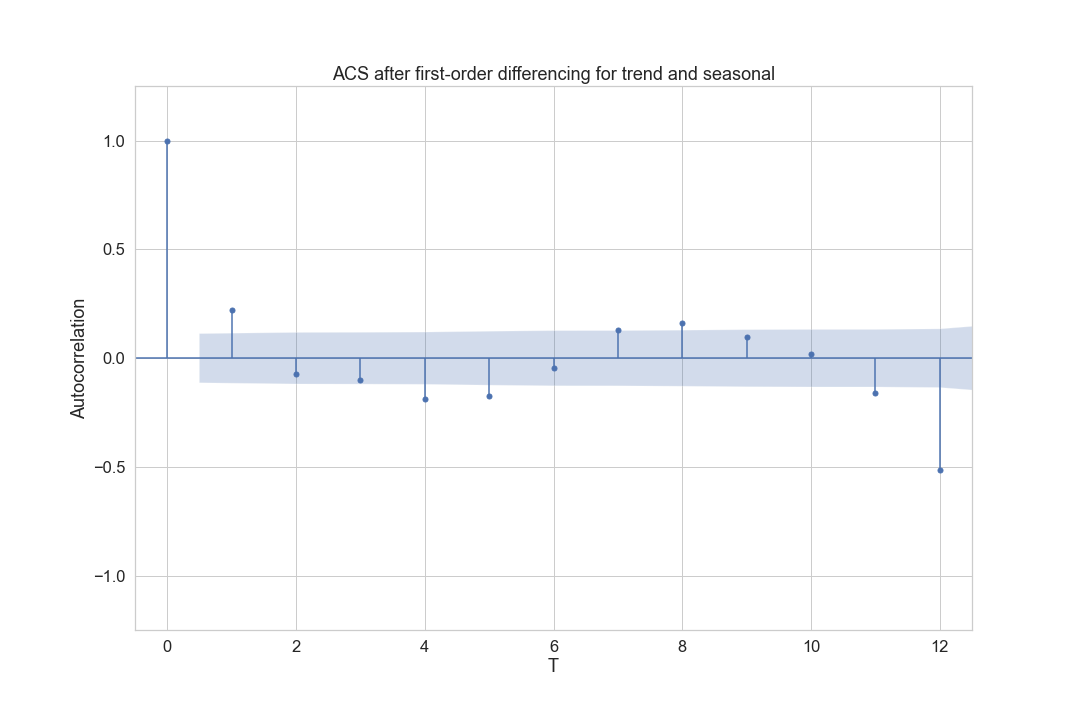 ACS after first-order differencing for trend and seasonal
1.0
0.5
0.0
−0.5
−1.0
Autocorrelation
0 2 4 6 8 10 12
T